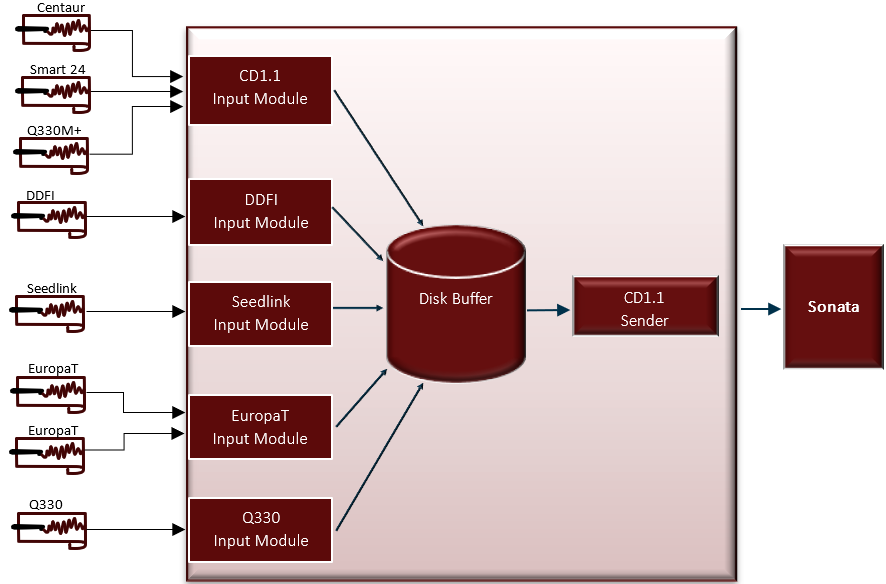 Centaur
Smart 24
Q330M+
DDFI
Seedlink
EuropaT
EuropaT
Q330
CD1.1
Input Module
DDFI
Input Module
Seedlink
Input Module
EuropaT
Input Module
Q330
Input Module
Disk Buffer
CD1.1
Sender
Sonata